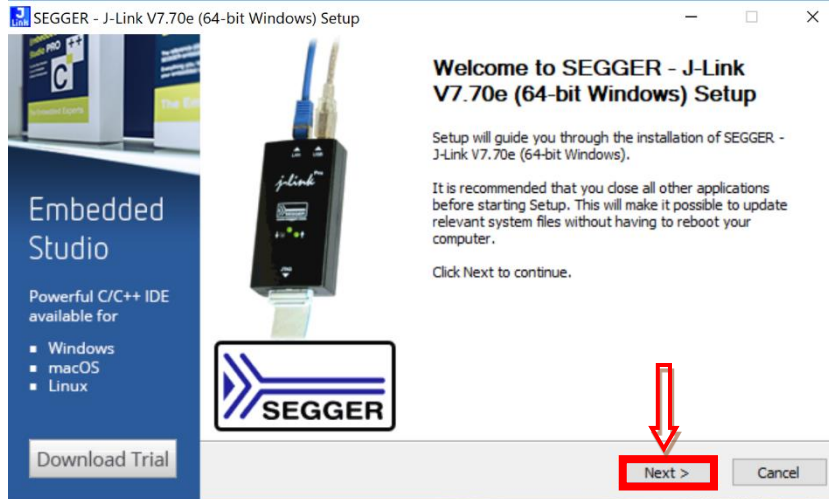 SEGGER - J-Link V7.70e (64-bit Windows) Setup
Welcome to SEGGER - J-Link
V7.70e (64-bit Windows) Setup
Setup will guide you through the installation of SEGGER -
J-Link V7.70e (64-bit Windows).
It is recommended that you close all other applications
before starting Setup. This will make it possible to update
relevant system files without having to reboot your
computer.
Click Next to continue.
Embedded
Studio
Powerful C/C++ IDE
available for
▪ Windows
▪ macOS
▪ Linux
Download Trial
j-link Pro
SEGGER
Next >
Cancel